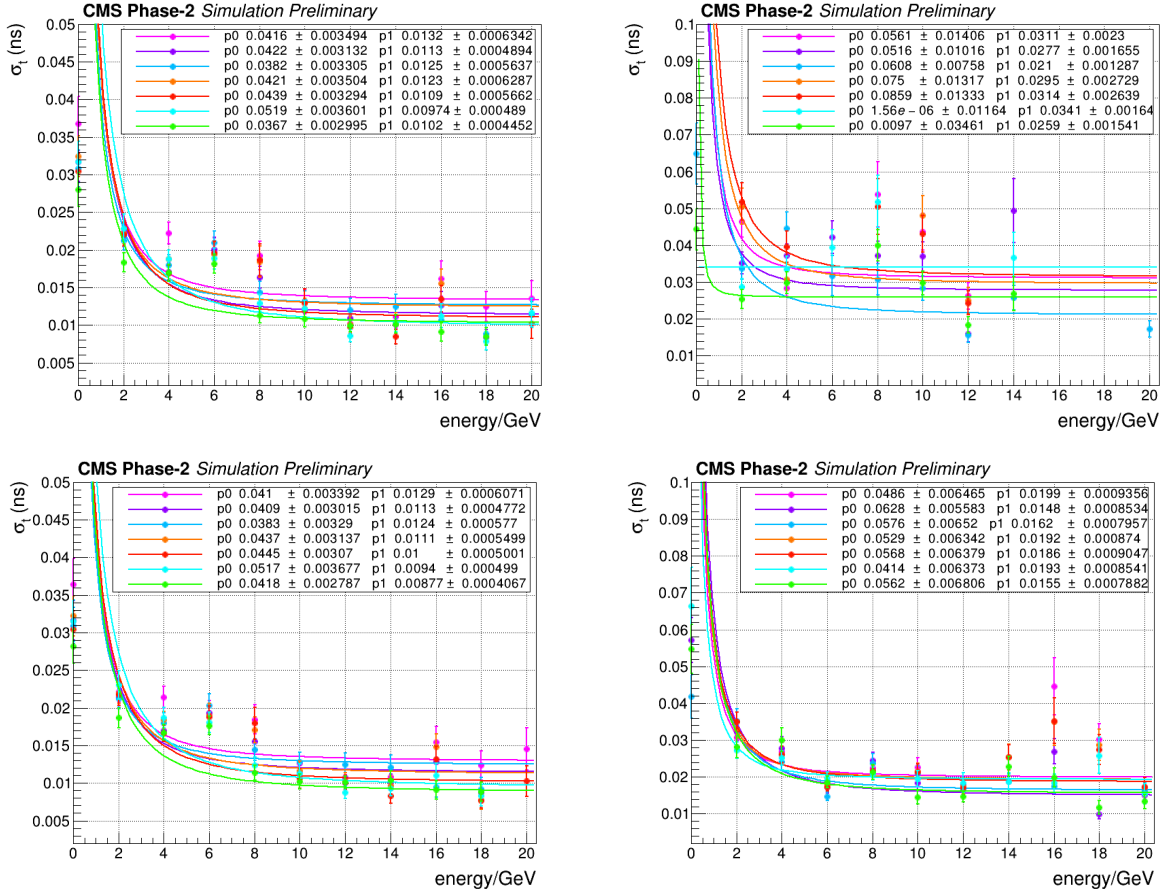 CMS Phase-2 Simulation Preliminary
σt (ns)
0.05
0.045
0.04
0.035
0.03
0.025
0.02
0.015
0.01
0.005
p0 0.0416 ± 0.003494 p1 0.0132 ± 0.0006342
p0 0.0422 ± 0.003132 p1 0.0113 ± 0.0004894
p0 0.0382 ± 0.003305 p1 0.0125 ± 0.0005637
p0 0.0421 ± 0.003504 p1 0.0123 ± 0.0006287
p0 0.0439 ± 0.003294 p1 0.0109 ± 0.0005662
p0 0.0519 ± 0.003601 p1 0.00974 ± 0.000489
p0 0.0367 ± 0.002995 p1 0.0102 ± 0.0004452
0 2 4 6 8 10 12 14 16 18 20
energy/GeV
CMS Phase-2 Simulation Preliminary
σt (ns)
0.1
0.09
0.08
0.07
0.06
0.05
0.04
0.03
0.02
0.01
p0 0.0561 ± 0.01406 p1 0.0311 ± 0.0023
p0 0.0516 ± 0.01016 p1 0.0277 ± 0.001655
p0 0.0608 ± 0.00758 p1 0.021 ± 0.001287
p0 0.075 ± 0.01317 p1 0.0295 ± 0.002729
p0 0.0859 ± 0.01333 p1 0.0314 ± 0.002639
p0 1.56e-06 ± 0.01164 p1 0.0341 ± 0.00164
p0 0.0097 ± 0.03461 p1 0.0259 ± 0.001541
0 2 4 6 8 10 12 14 16 18 20
energy/GeV
CMS Phase-2 Simulation Preliminary
σt (ns)
0.05
0.045
0.04
0.035
0.03
0.025
0.02
0.015
0.01
0.005
p0 0.041 ± 0.003392 p1 0.0129 ± 0.0006071
p0 0.0409 ± 0.003015 p1 0.0113 ± 0.0004772
p0 0.0383 ± 0.00329 p1 0.0124 ± 0.000577
p0 0.0437 ± 0.003137 p1 0.0111 ± 0.0005499
p0 0.0445 ± 0.00307 p1 0.01 ± 0.0005001
p0 0.0517 ± 0.003677 p1 0.0094 ± 0.000499
p0 0.0418 ± 0.002787 p1 0.00877 ± 0.0004067
0 2 4 6 8 10 12 14 16 18 20
energy/GeV
CMS Phase-2 Simulation Preliminary
σt (ns)
0.1
0.09
0.08
0.07
0.06
0.05
0.04
0.03
0.02
0.01
p0 0.0486 ± 0.006465 p1 0.0199 ± 0.0009356
p0 0.0628 ± 0.005583 p1 0.0148 ± 0.0008534
p0 0.0576 ± 0.00652 p1 0.0162 ± 0.0007957
p0 0.0529 ± 0.006342 p1 0.0192 ± 0.000874
p0 0.0568 ± 0.006379 p1 0.0186 ± 0.0009047
p0 0.0414 ± 0.006373 p1 0.0193 ± 0.0008541
p0 0.0562 ± 0.006806 p1 0.0155 ± 0.0007882
0 2 4 6 8 10 12 14 16 18 20
energy/GeV